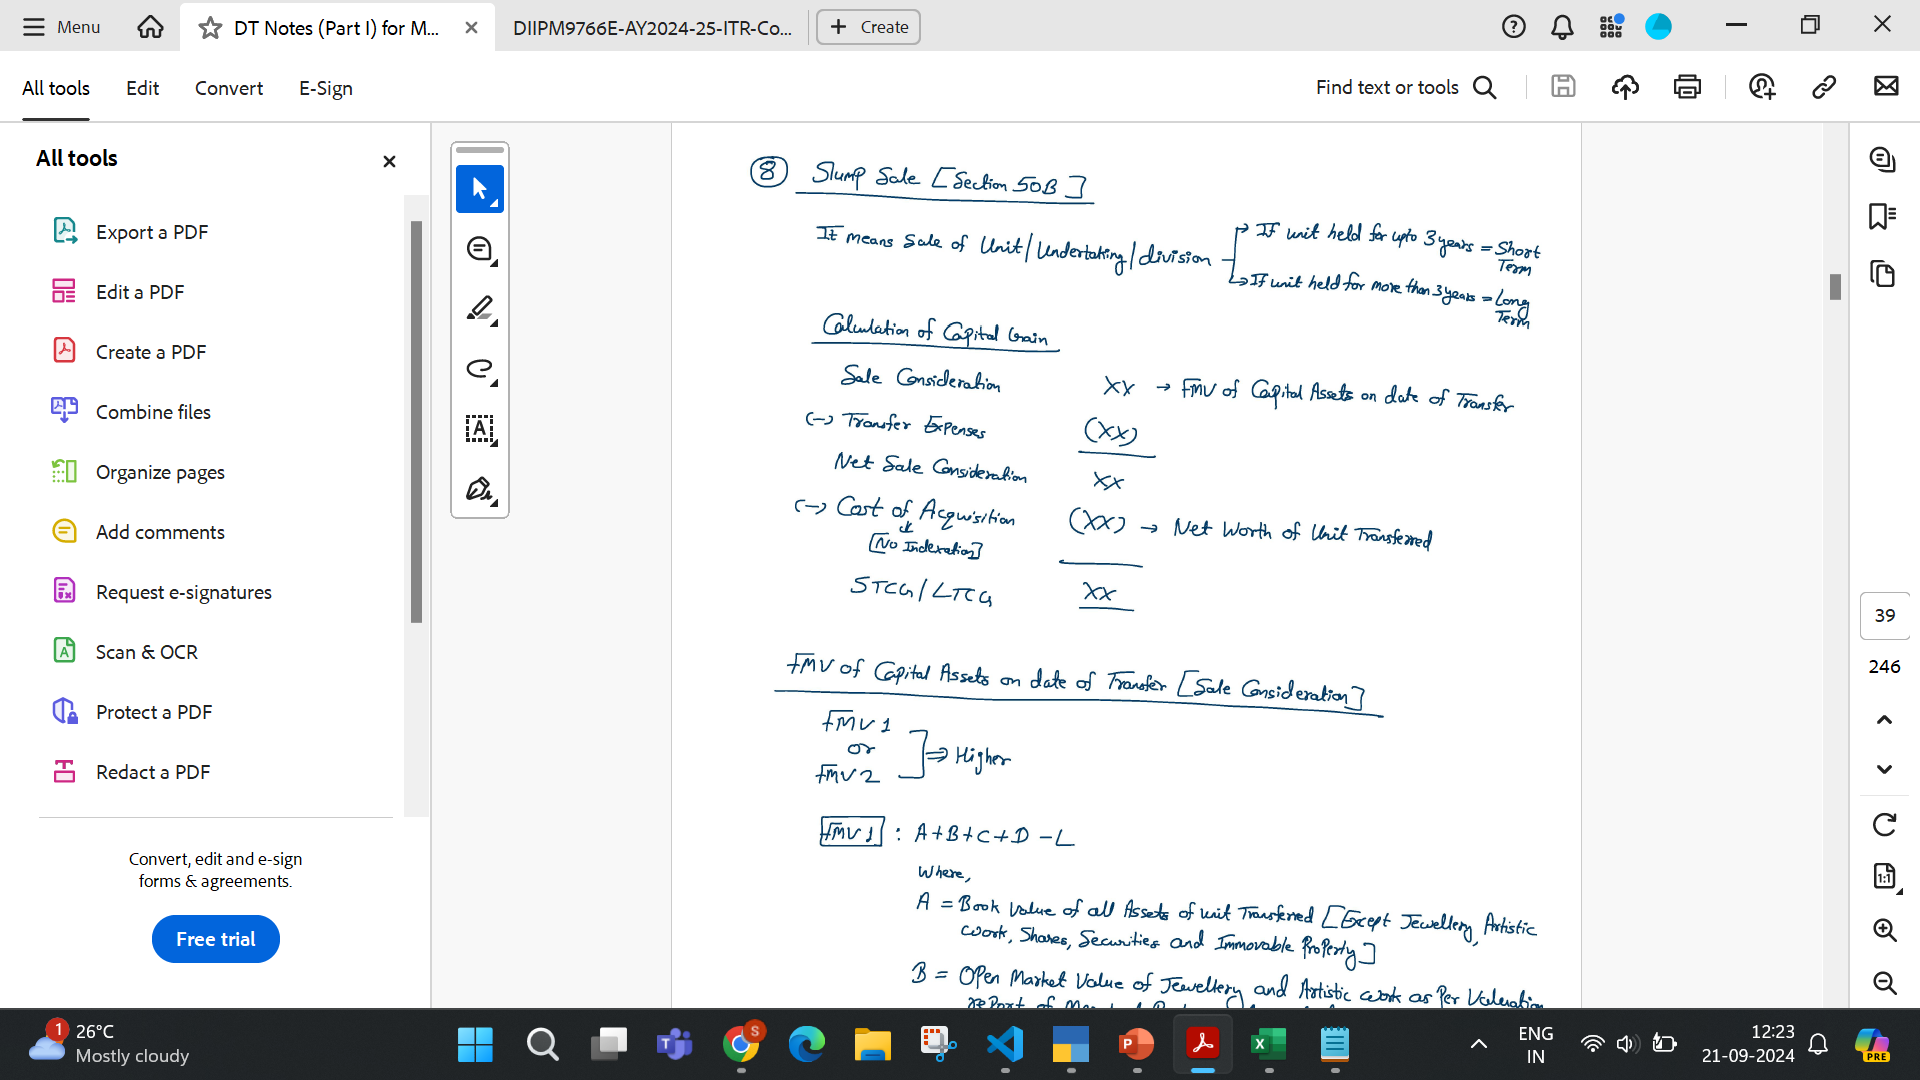 Menu
DT Notes (Part I) for M...
DIIPM9766E-AY2024-25-ITR-Co...
Create
All tools
Edit
Convert
E-Sign
Find text or tools
All tools
Export a PDF
Edit a PDF
Create a PDF
Combine files
Organize pages
Add comments
Request e-signatures
Scan & OCR
Protect a PDF
Redact a PDF
Convert, edit and e-sign
forms & agreements.
Free trial
8 Slump Sale [Section 50B]
It means Sale of Unit/Undertaking/division
If unit held for upto 3 years = Short Term
If unit held for more than 3 years = Long Term
Calculation of Capital Gain
Sale Consideration XX → FMV of Capital Assets on date of Transfer
(-) Transfer Expenses (XX)
Net Sale Consideration XX
(-) Cost of Acquisition (XX) → Net Worth of Unit Transferred
[No Indexation]
STCG/LTCG XX
FMV of Capital Assets on date of Transfer [Sale Consideration]
FMV 1
or
FMV 2
⇒ Higher
FMV 1 : A+B+C+D-L
Where,
A = Book Value of all Assets of unit Transferred [Except Jewellery, Artistic
work, Shares, Securities and Immovable Property]
B = Open Market Value of Jewellery and Artistic work as Per Valuation
report of
39
246
1:1
1
26°C
Mostly cloudy
S
ENG
IN
12:23
21-09-2024
PRE